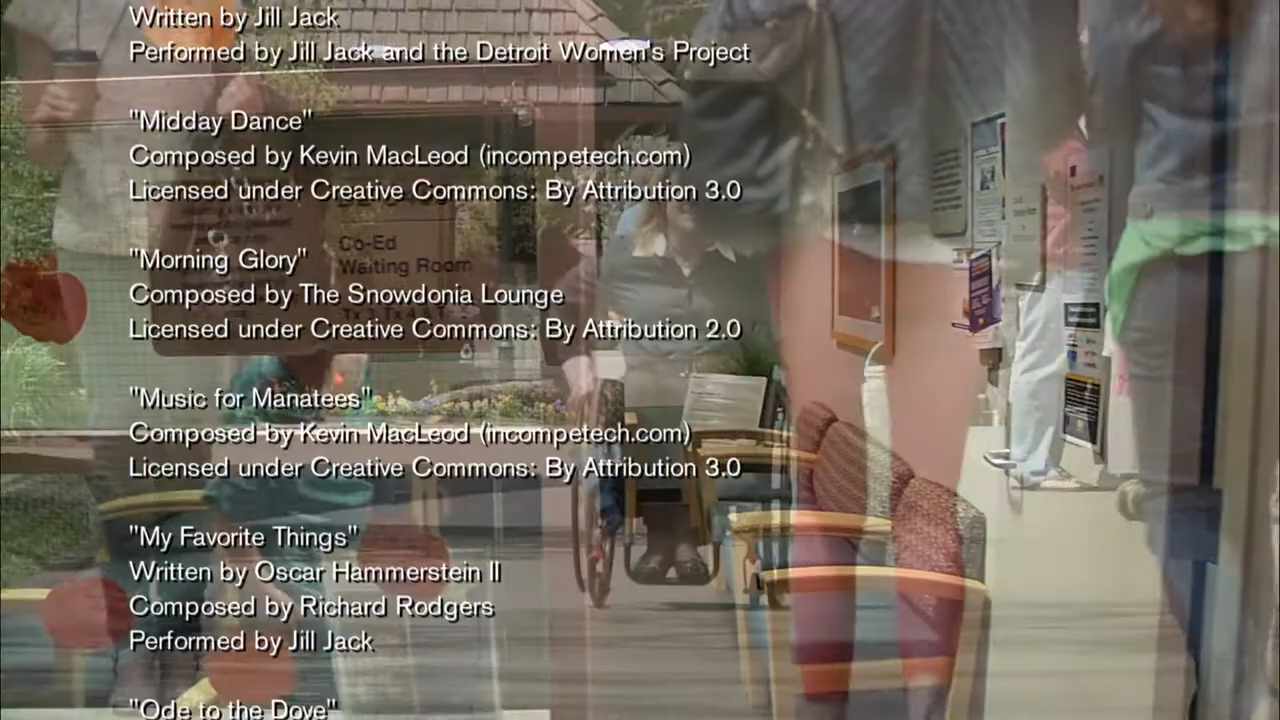 Written by Jill Jack
Performed by Jill Jack and the Detroit Women's Project
"Midday Dance"
Composed by Kevin MacLeod (incompetech.com)
Licensed under Creative Commons: By Attribution 3.0
"Morning Glory"
Composed by The Snowdonia Lounge
Licensed under Creative Commons: By Attribution 2.0
"Music for Manatees"
Composed by Kevin MacLeod (incompetech.com)
Licensed under Creative Commons: By Attribution 3.0
"My Favorite Things"
Written by Oscar Hammerstein II
Composed by Richard Rodgers
Performed by Jill Jack
"Ode to the Dove"
Co-Ed
Waiting Room